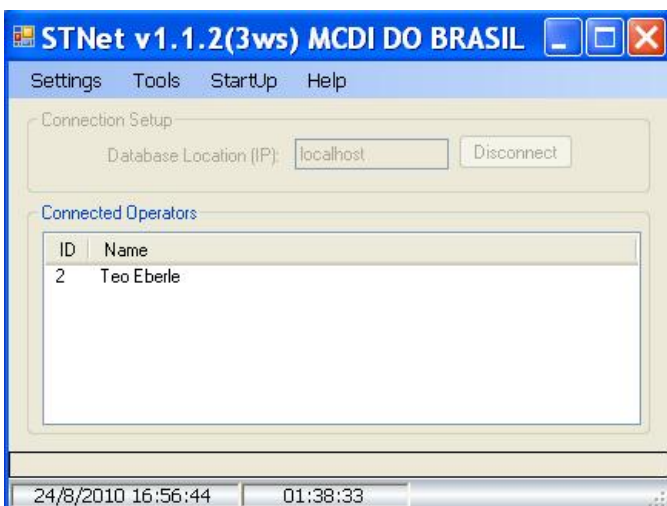 STNet v1.1.2(3ws) MCDI DO BRASIL
Settings Tools StartUp Help
Connection Setup
Database Location (IP): localhost Disconnect
Connected Operators
ID Name
2 Teo Eberle
24/8/2010 16:56:44 01:38:33